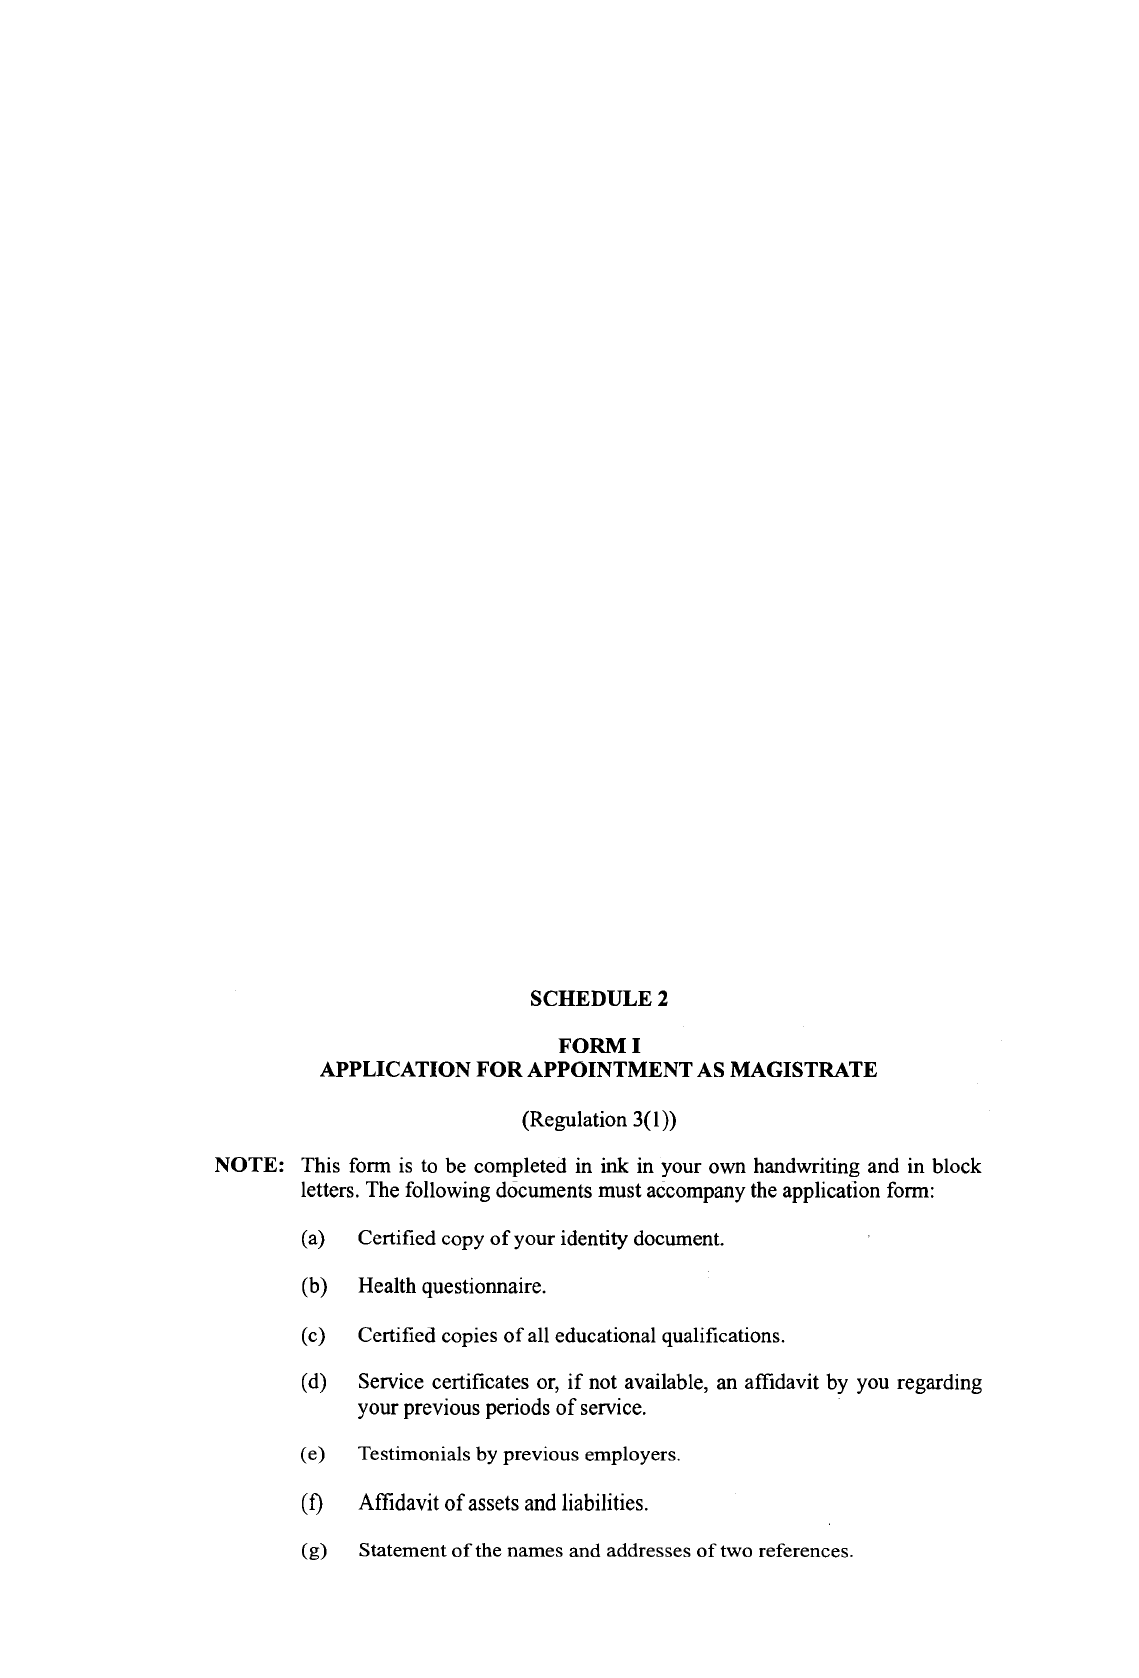 SCHEDULE 2
FORM I
APPLICATION FOR APPOINTMENT AS MAGISTRATE
(Regulation 3(1))
NOTE: This form is to be completed in ink in your own handwriting and in block
letters. The following documents must accompany the application form:
(a) Certified copy of your identity document.
(b) Health questionnaire.
(c) Certified copies of all educational qualifications.
(d) Service certificates or, if not available, an affidavit by you regarding
your previous periods of service.
(e) Testimonials by previous employers.
(f) Affidavit of assets and liabilities.
(g) Statement of the names and addresses of two references.